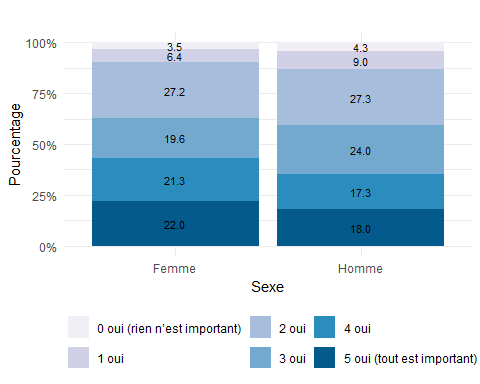 100%
75%
50%
25%
0%
Pourcentage
3.5
6.4
27.2
19.6
21.3
22.0
4.3
9.0
27.3
24.0
17.3
18.0
Femme
Homme
Sexe
0 oui (rien n'est important)
2 oui
4 oui
1 oui
3 oui
5 oui (tout est important)